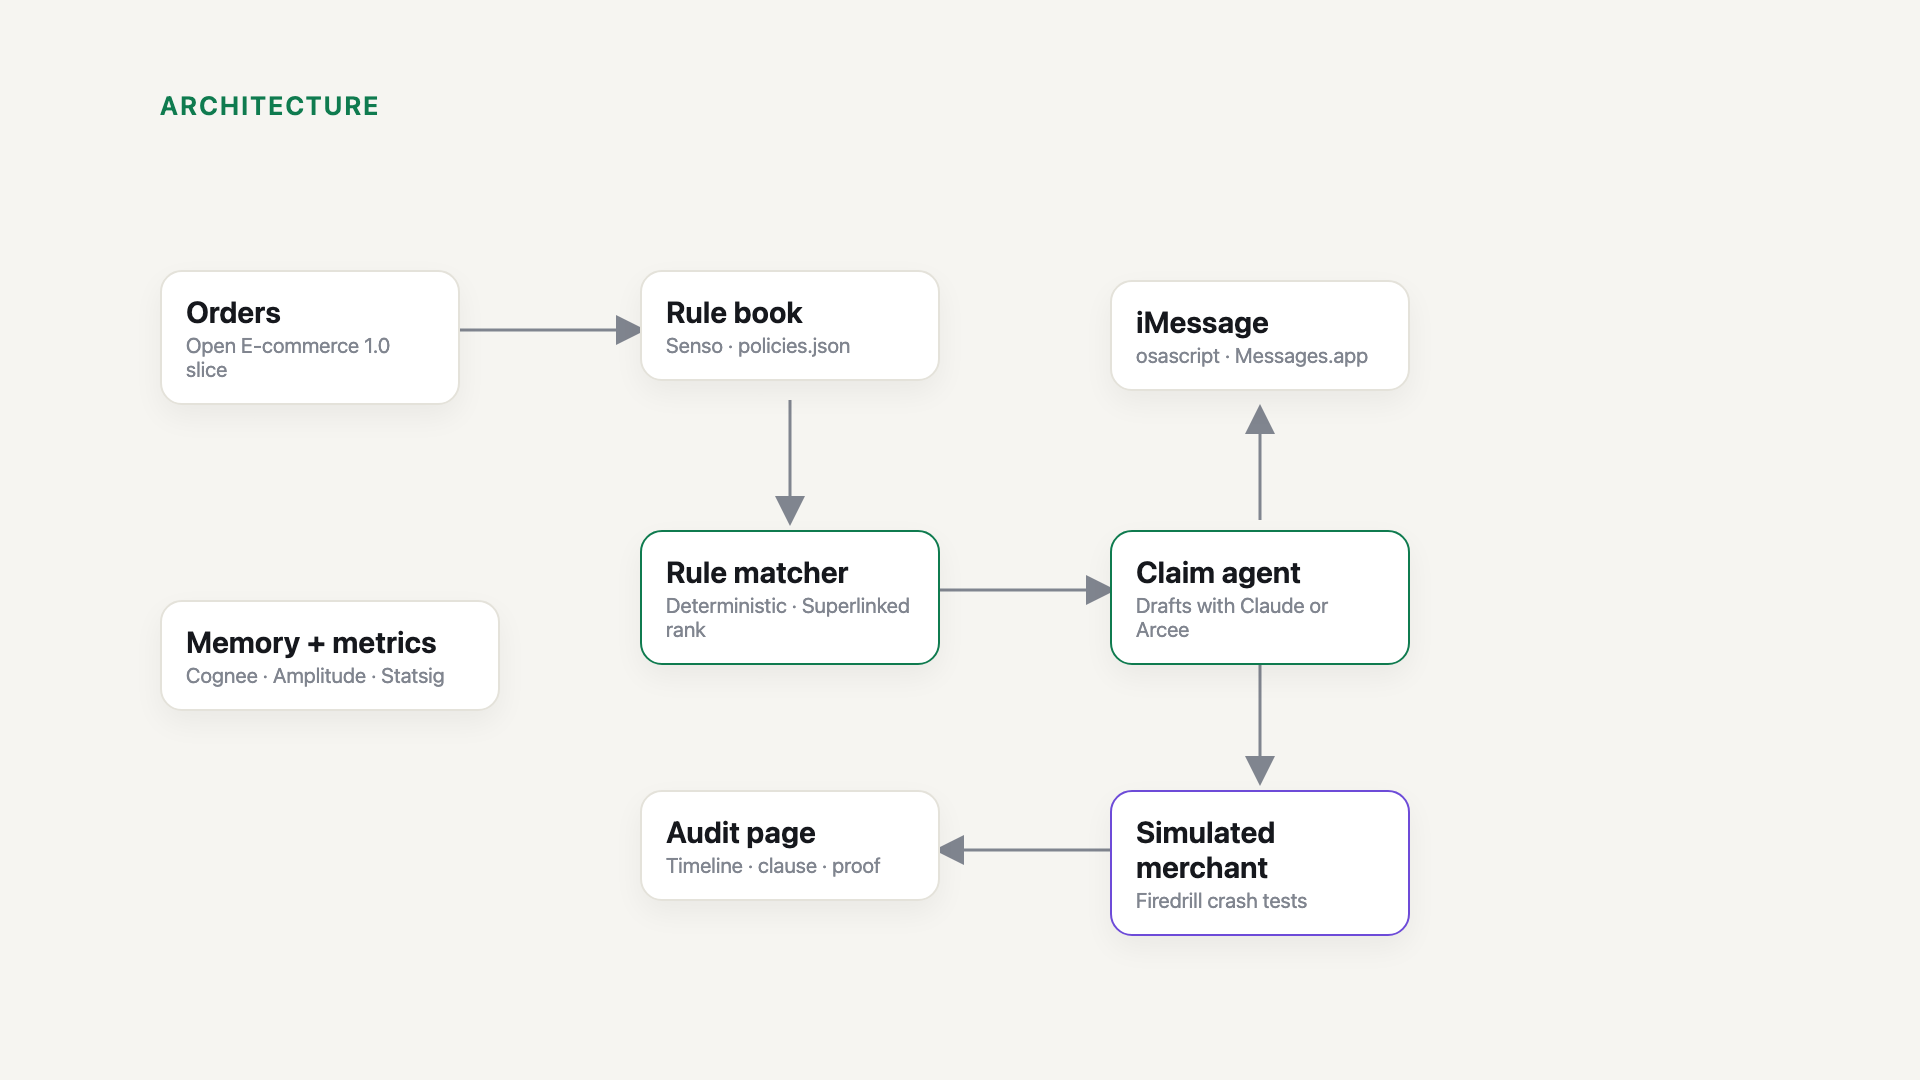 ARCHITECTURE
Orders
Open E-commerce 1.0
slice
Rule book
Senso · policies.json
iMessage
osascript · Messages.app
Rule matcher
Deterministic · Superlinked
rank
Claim agent
Drafts with Claude or
Arcee
Memory + metrics
Cognee · Amplitude · Statsig
Audit page
Timeline · clause · proof
Simulated
merchant
Firedrill crash tests